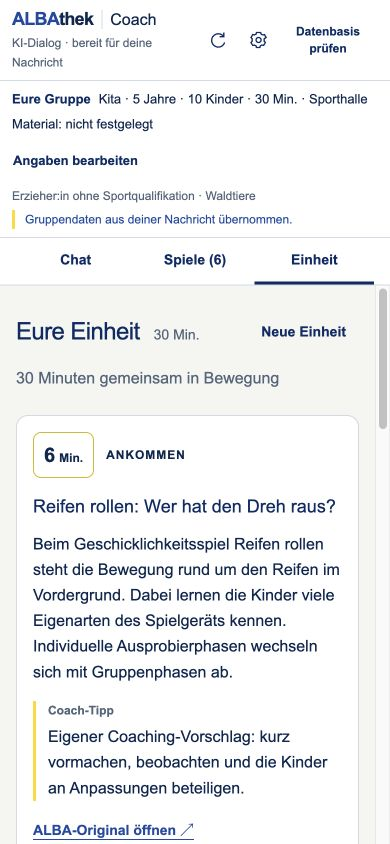 ALBAthek Coach
KI-Dialog · bereit für deine
Nachricht
Datenbasis
prüfen
Eure Gruppe Kita · 5 Jahre · 10 Kinder · 30 Min. · Sporthalle
Material: nicht festgelegt
Angaben bearbeiten
Erzieher:in ohne Sportqualifikation · Waldtiere
Gruppendaten aus deiner Nachricht übernommen.
Chat Spiele (6) Einheit
Eure Einheit 30 Min. Neue Einheit
30 Minuten gemeinsam in Bewegung
6 Min. ANKOMMEN
Reifen rollen: Wer hat den Dreh raus?
Beim Geschicklichkeitsspiel Reifen rollen
steht die Bewegung rund um den Reifen im
Vordergrund. Dabei lernen die Kinder viele
Eigenarten des Spielgeräts kennen.
Individuelle Ausprobierphasen wechseln
sich mit Gruppenphasen ab.
Coach-Tipp
Eigener Coaching-Vorschlag: kurz
vormachen, beobachten und die Kinder
an Anpassungen beteiligen.
ALBA-Original öffnen ↗